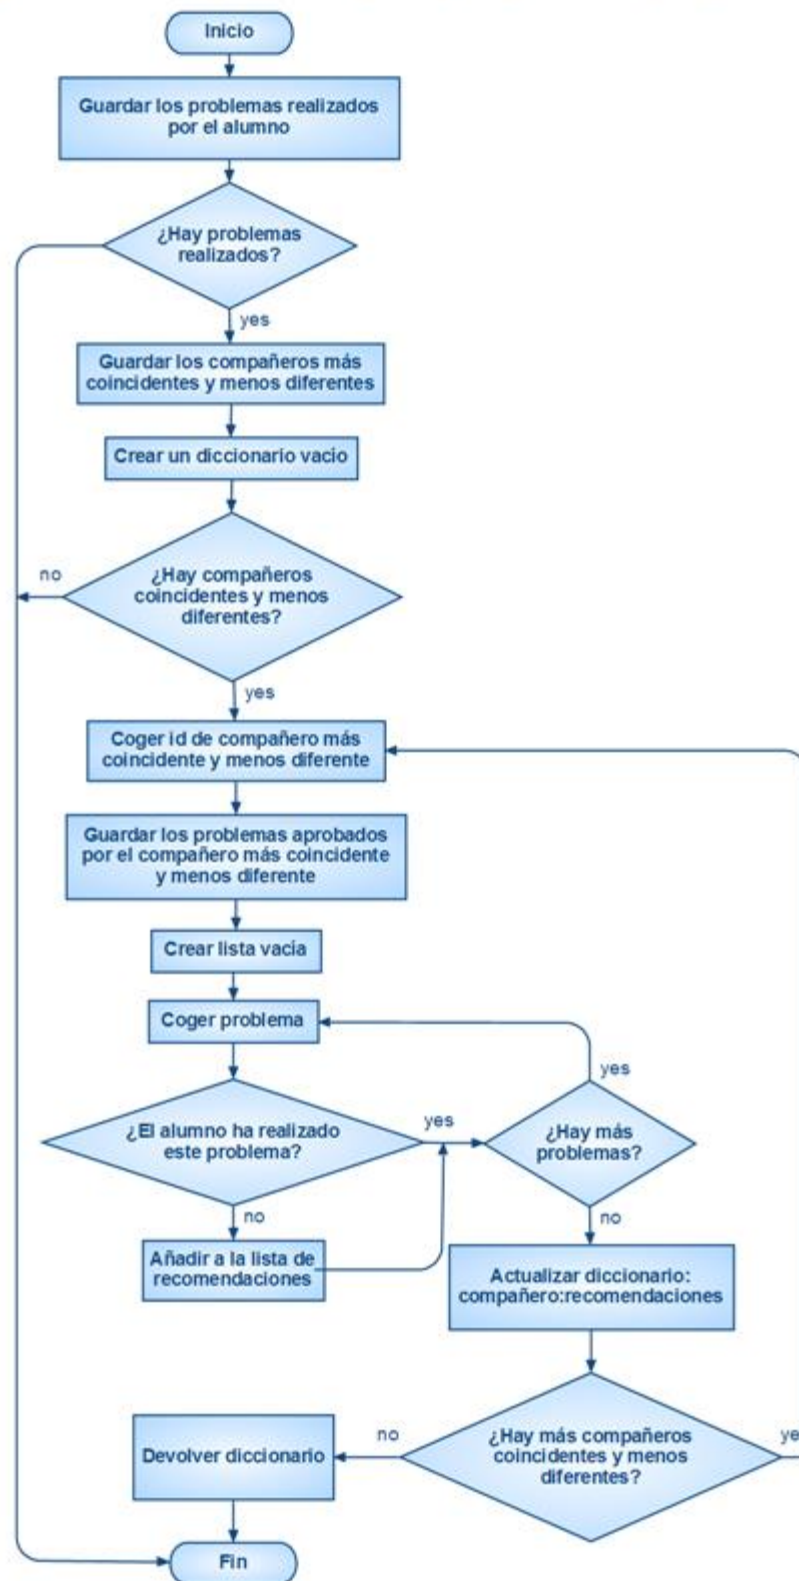 Inicio
Guardar los problemas realizados
por el alumno
¿Hay problemas
realizados?
yes
Guardar los compañeros más
coincidentes y menos diferentes
Crear un diccionario vacio
¿Hay compañeros
coincidentes y menos
diferentes?
no
yes
Coger id de compañero más
coincidente y menos diferente
Guardar los problemas aprobados
por el compañero más coincidente
y menos diferente
Crear lista vacia
Coger problema
¿El alumno ha realizado
este problema?
yes
no
Añadir a la lista de
recomendaciones
¿Hay más
problemas?
yes
no
Actualizar diccionario:
compañero:recomendaciones
¿Hay más compañeros
coincidentes y menos
diferentes?
no
ye
Devolver diccionario
Fin